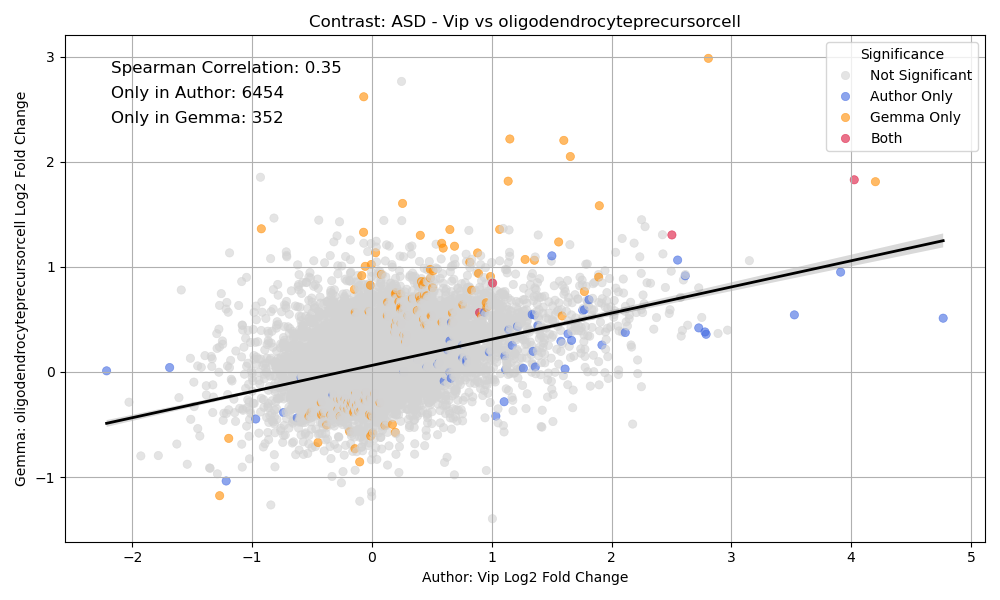 Contrast: ASD - Vip vs oligodendrocyteprecursorcell
Spearman Correlation: 0.35
Only in Author: 6454
Only in Gemma: 352
Significance
Not Significant
Author Only
Gemma Only
Both
Gemma: oligodendrocyteprecursorcell Log2 Fold Change
3
2
1
0
−1
−2
−1
0
1
2
3
4
5
Author: Vip Log2 Fold Change